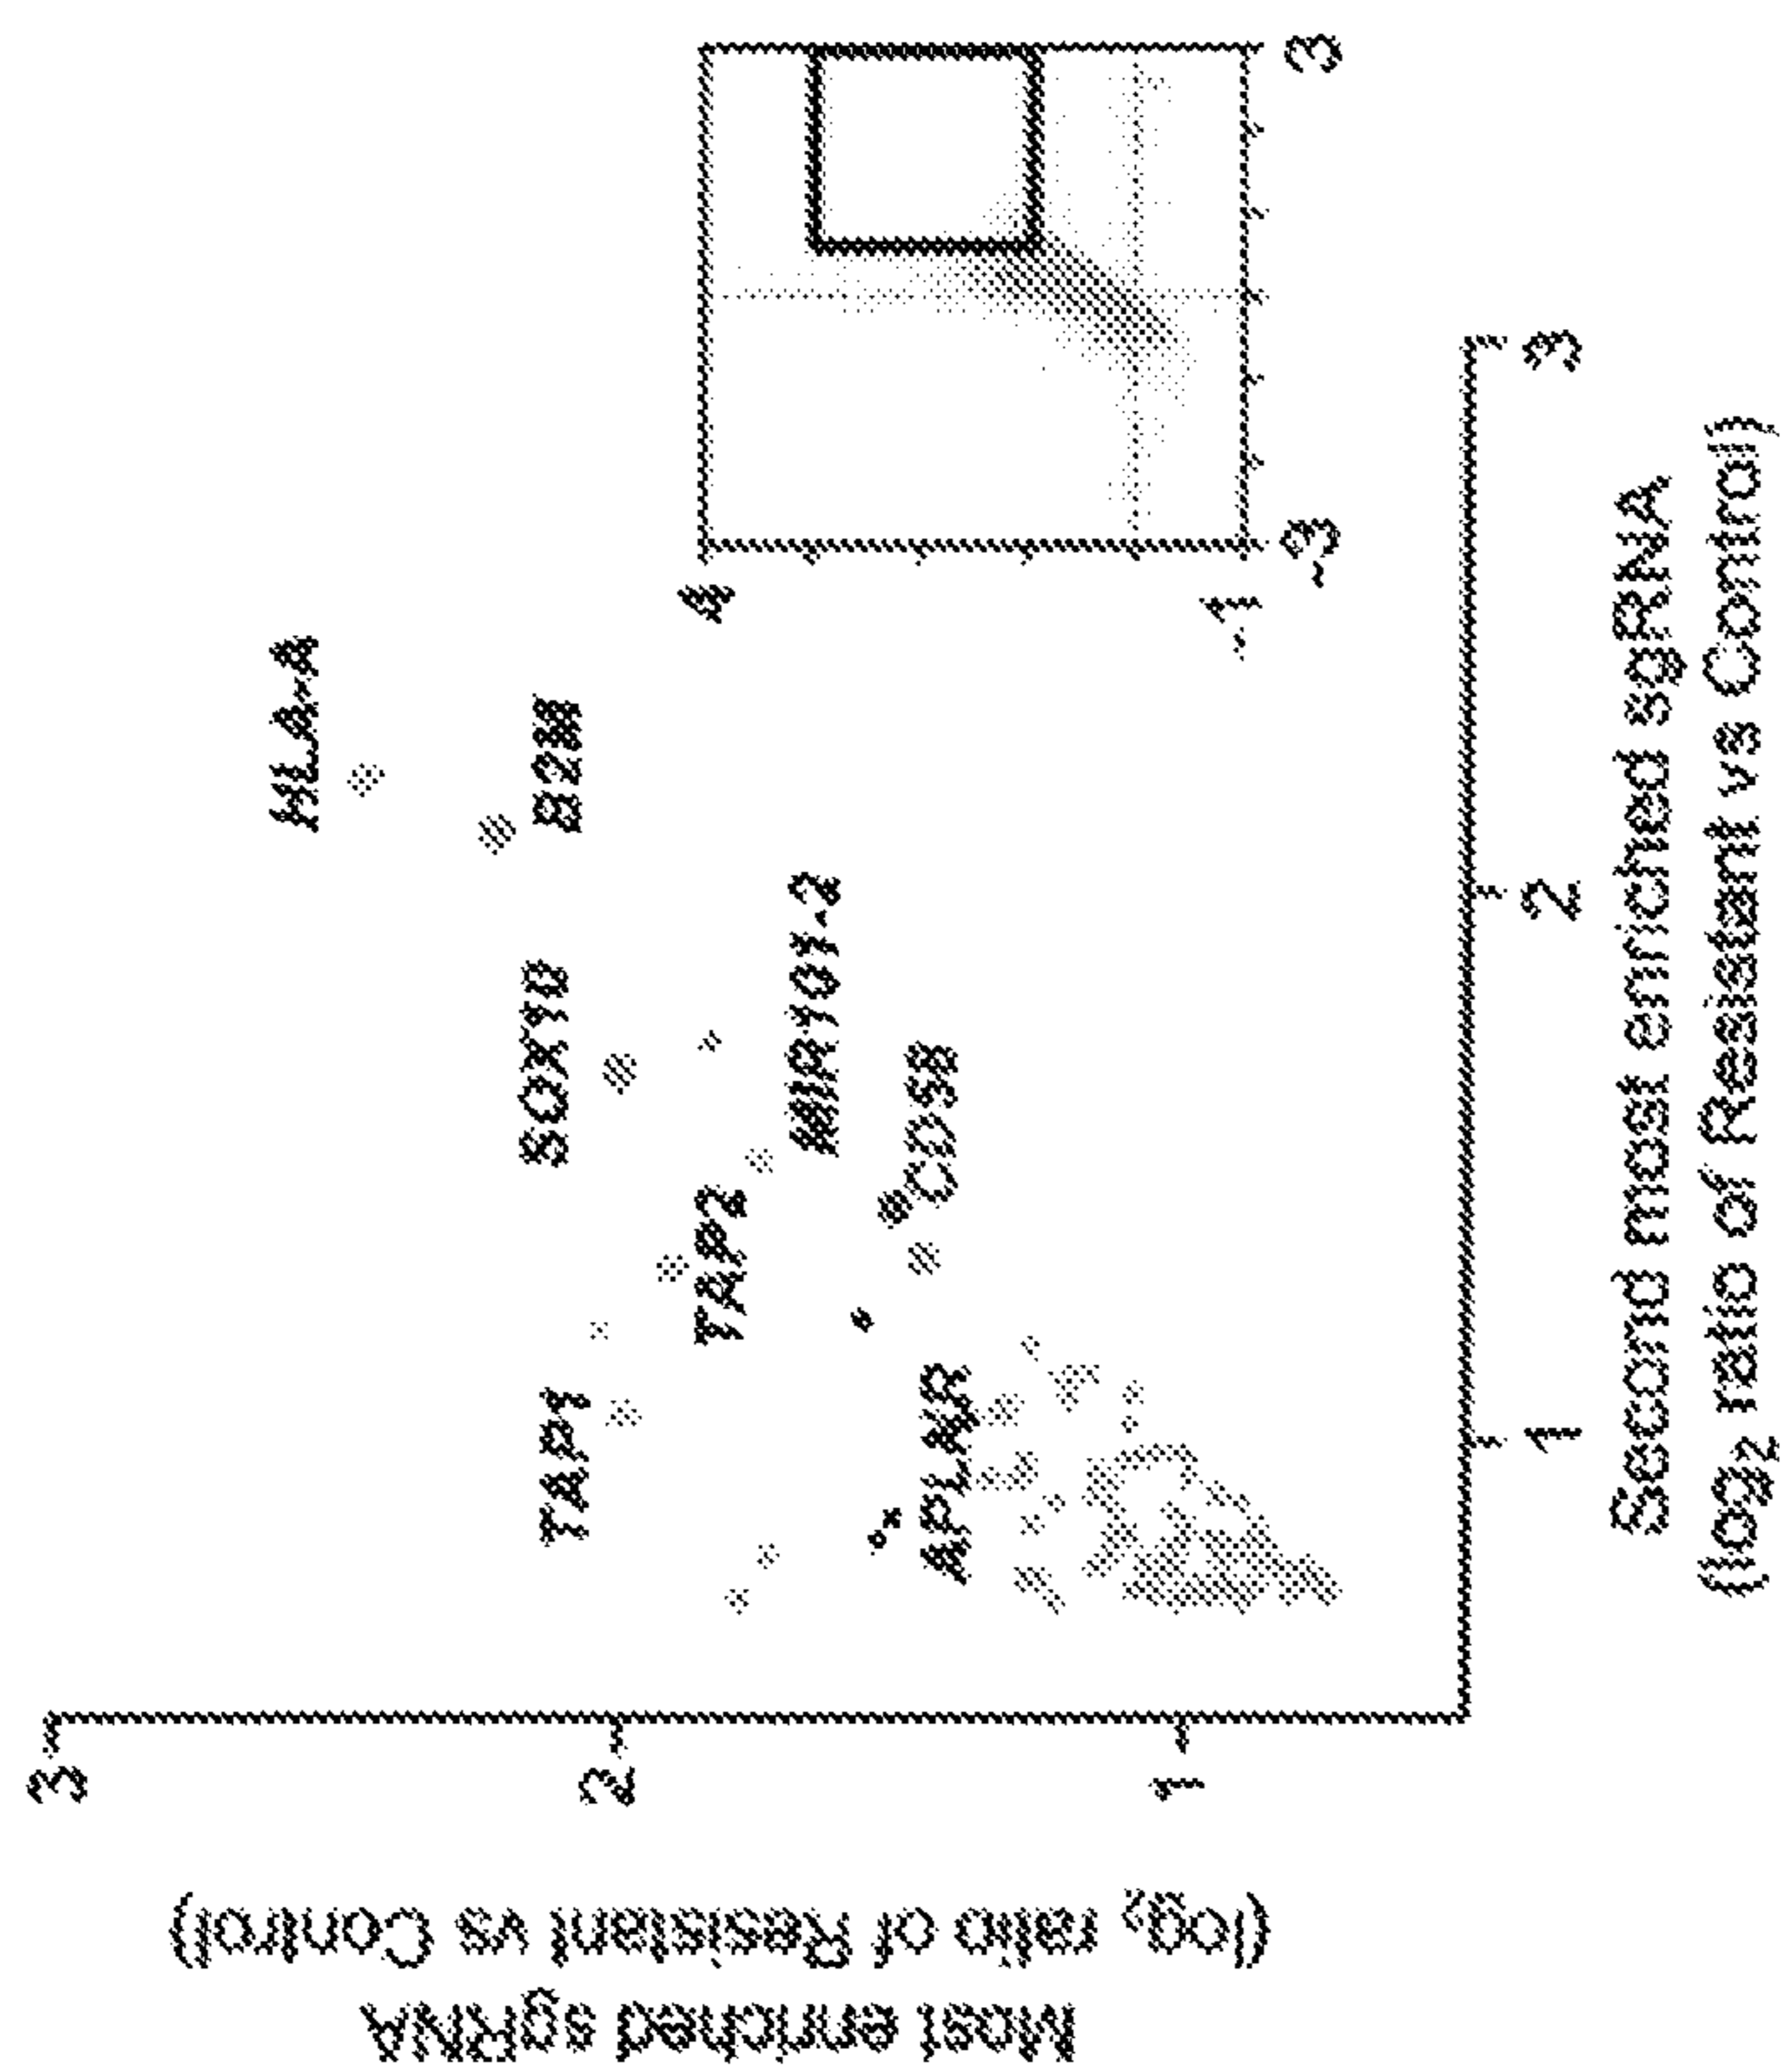 Most enriched sgRNA
(log₂ ratio of Resistant vs Control)
3
2
1
HLA-A
B2M
SOX10
MIR101-2
CD58
TAP2
TAP1
APLNR
4
-1
-3
3
1
2
3
Second most enriched sgRNA
(log₂ ratio of Resistant vs Control)